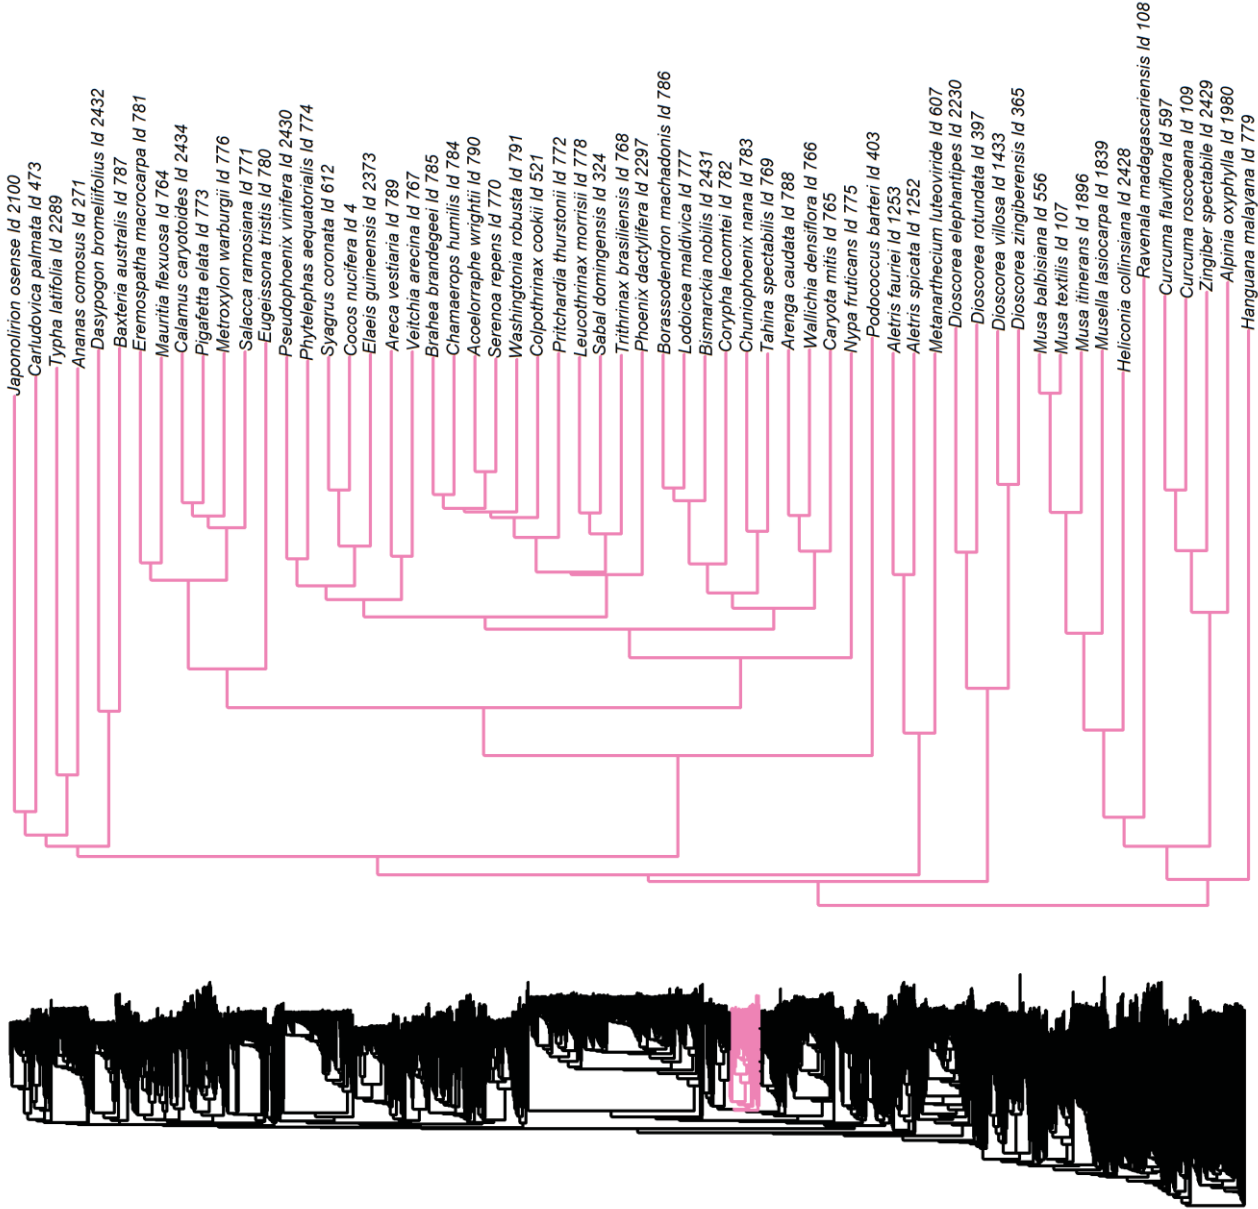 Japonolirion osense Id 2100
Carludovica palmata Id 473
Typha latifolia Id 2289
Ananas comosus Id 271
Dasypogon bromeliifolius Id 2432
Baxteria australis Id 787
Eremospatha macrocarpa Id 781
Mauritia flexuosa Id 764
Calamus caryotoides Id 2434
Pigafetta elata Id 773
Metroxylon warburgii Id 776
Salacca ramosiana Id 771
Eugeissona tristis Id 780
Pseudophoenix vinifera Id 2430
Phytelephas aequatorialis Id 774
Syagrus coronata Id 612
Cocos nucifera Id 4
Elaeis guineensis Id 2373
Areca vestiaria Id 789
Veitchia arecina Id 767
Brahea brandegeei Id 785
Chamaerops humilis Id 784
Acoelorraphe wrightii Id 790
Serenoa repens Id 770
Washingtonia robusta Id 791
Colpothrinax cookii Id 521
Pritchardia thurstonii Id 772
Leucothrinax morrisii Id 778
Sabal domingensis Id 324
Trithrinax brasiliensis Id 768
Phoenix dactylifera Id 2297
Borassodendron machadonis Id 786
Lodoicea maldivica Id 777
Bismarckia nobilis Id 2431
Corypha lecomtei Id 782
Chuniophoenix nana Id 783
Tahina spectabilis Id 769
Arenga caudata Id 788
Wallichia densiflora Id 766
Caryota mitis Id 765
Nypa fruticans Id 775
Podococcus barteri Id 403
Aletris fauriei Id 1253
Aletris spicata Id 1252
Metanarthecium luteoviride Id 607
Dioscorea elephantipes Id 2230
Dioscorea rotundata Id 397
Dioscorea villosa Id 1433
Dioscorea zingiberensis Id 365
Musa balbisiana Id 556
Musa textilis Id 107
Musa itinerans Id 1896
Musella lasiocarpa Id 1839
Heliconia collinsiana Id 2428
Ravenala madagascariensis Id 108
Curcuma flaviflora Id 597
Curcuma roscoeana Id 109
Zingiber spectabile Id 2429
Alpinia oxyphylla Id 1980
Hanguana malayana Id 779